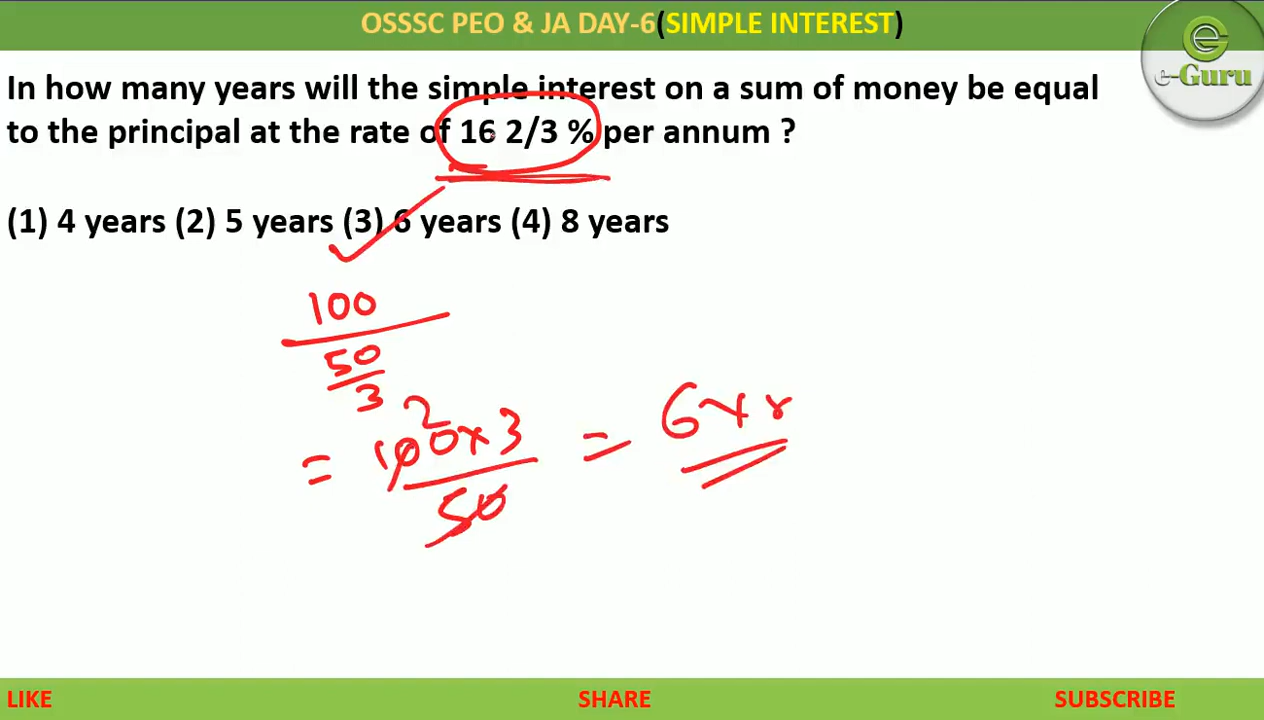 OSSSC PEO & JA DAY-6(SIMPLE INTEREST)
e-Guru
In how many years will the simple interest on a sum of money be equal
to the principal at the rate of 16 2/3 % per annum ?
(1) 4 years (2) 5 years (3) 6 years (4) 8 years
100
50
3
2
= 100x3 = 6Yr
50
LIKE SHARE SUBSCRIBE